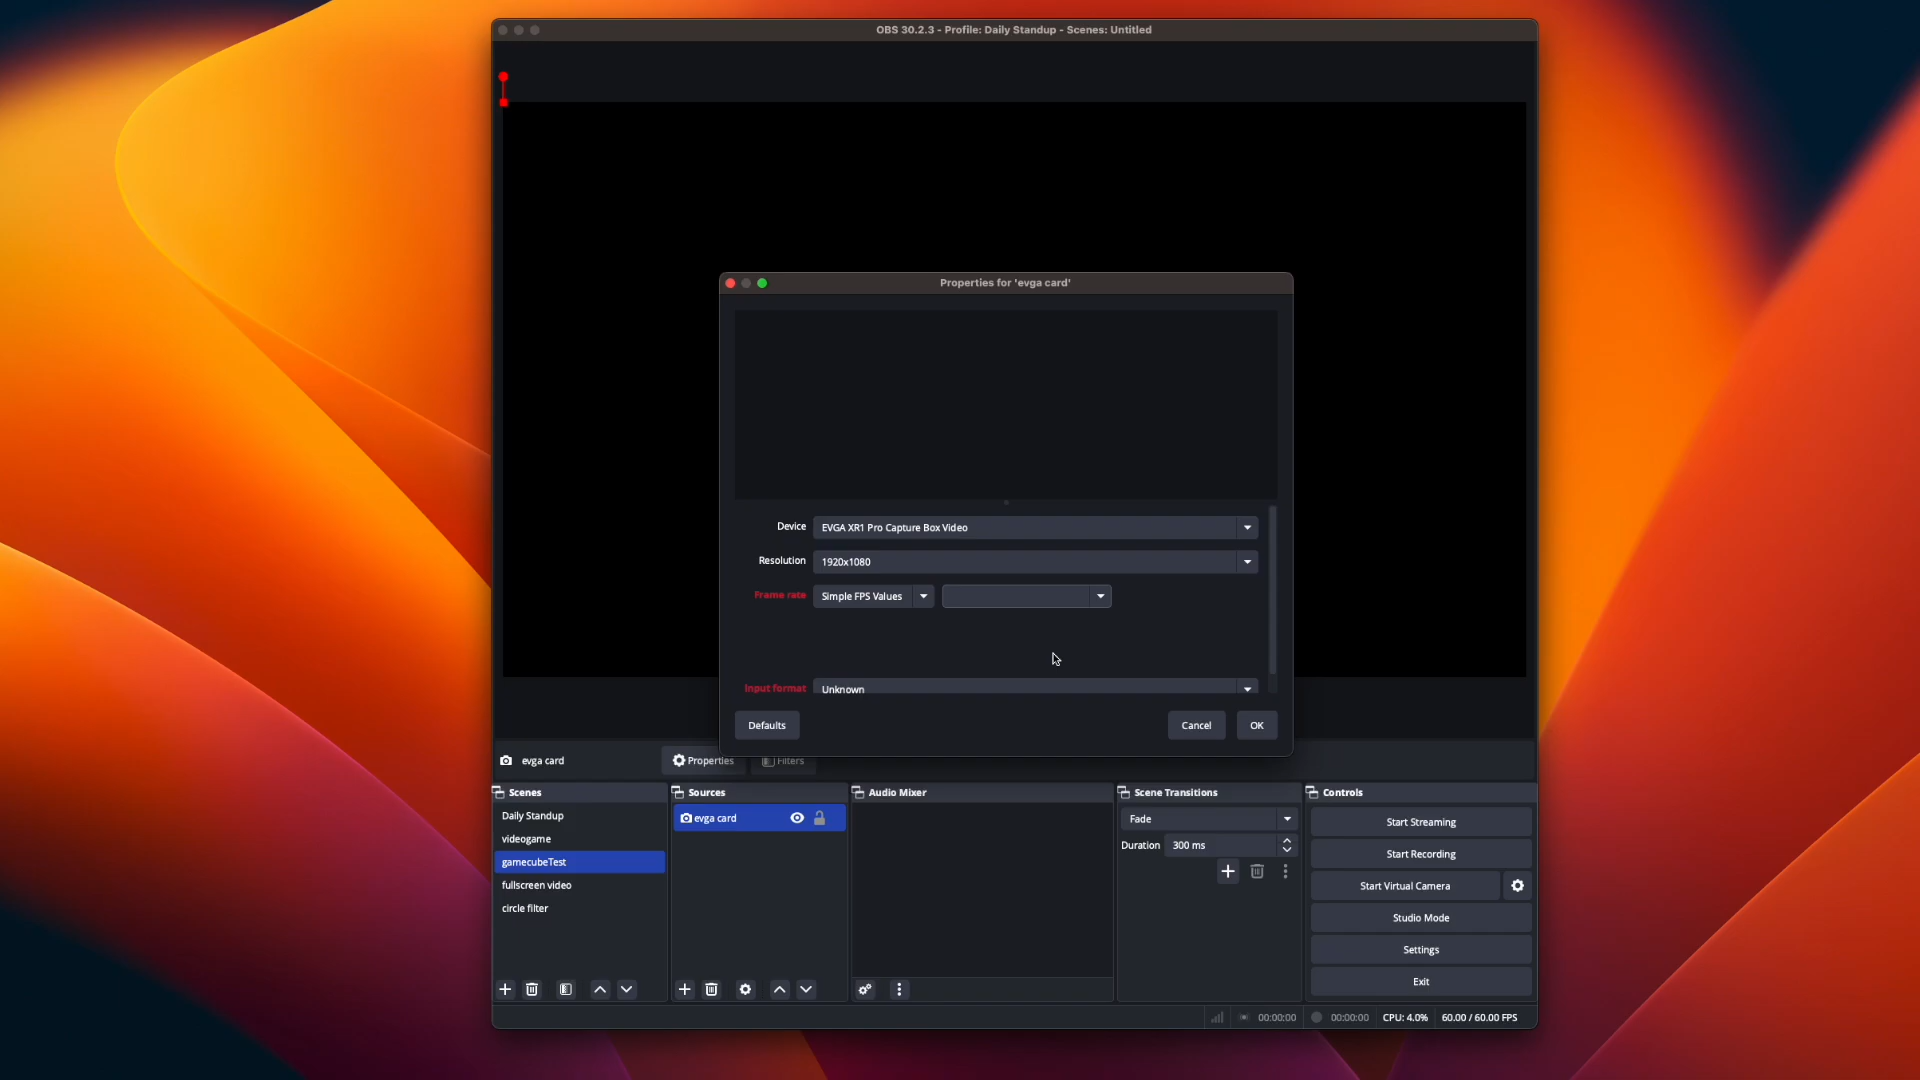 OBS 30.2.3 - Profile: Daily Standup - Scenes: Untitled
Properties for 'evga card'
Device EVGA XR1 Pro Capture Box Video
Resolution 1920x1080
Frame rate Simple FPS Values
Input format Unknown
Defaults Cancel OK
evga card Properties Filters
Scenes
Daily Standup
videogame
gamecubeTest
fullscreen video
circle filter
Sources
evga card
Audio Mixer
Scene Transitions
Fade
Duration 300 ms
Controls
Start Streaming
Start Recording
Start Virtual Camera
Studio Mode
Settings
Exit
00:00:00 00:00:00 CPU: 4.0% 60.00 / 60.00 FPS